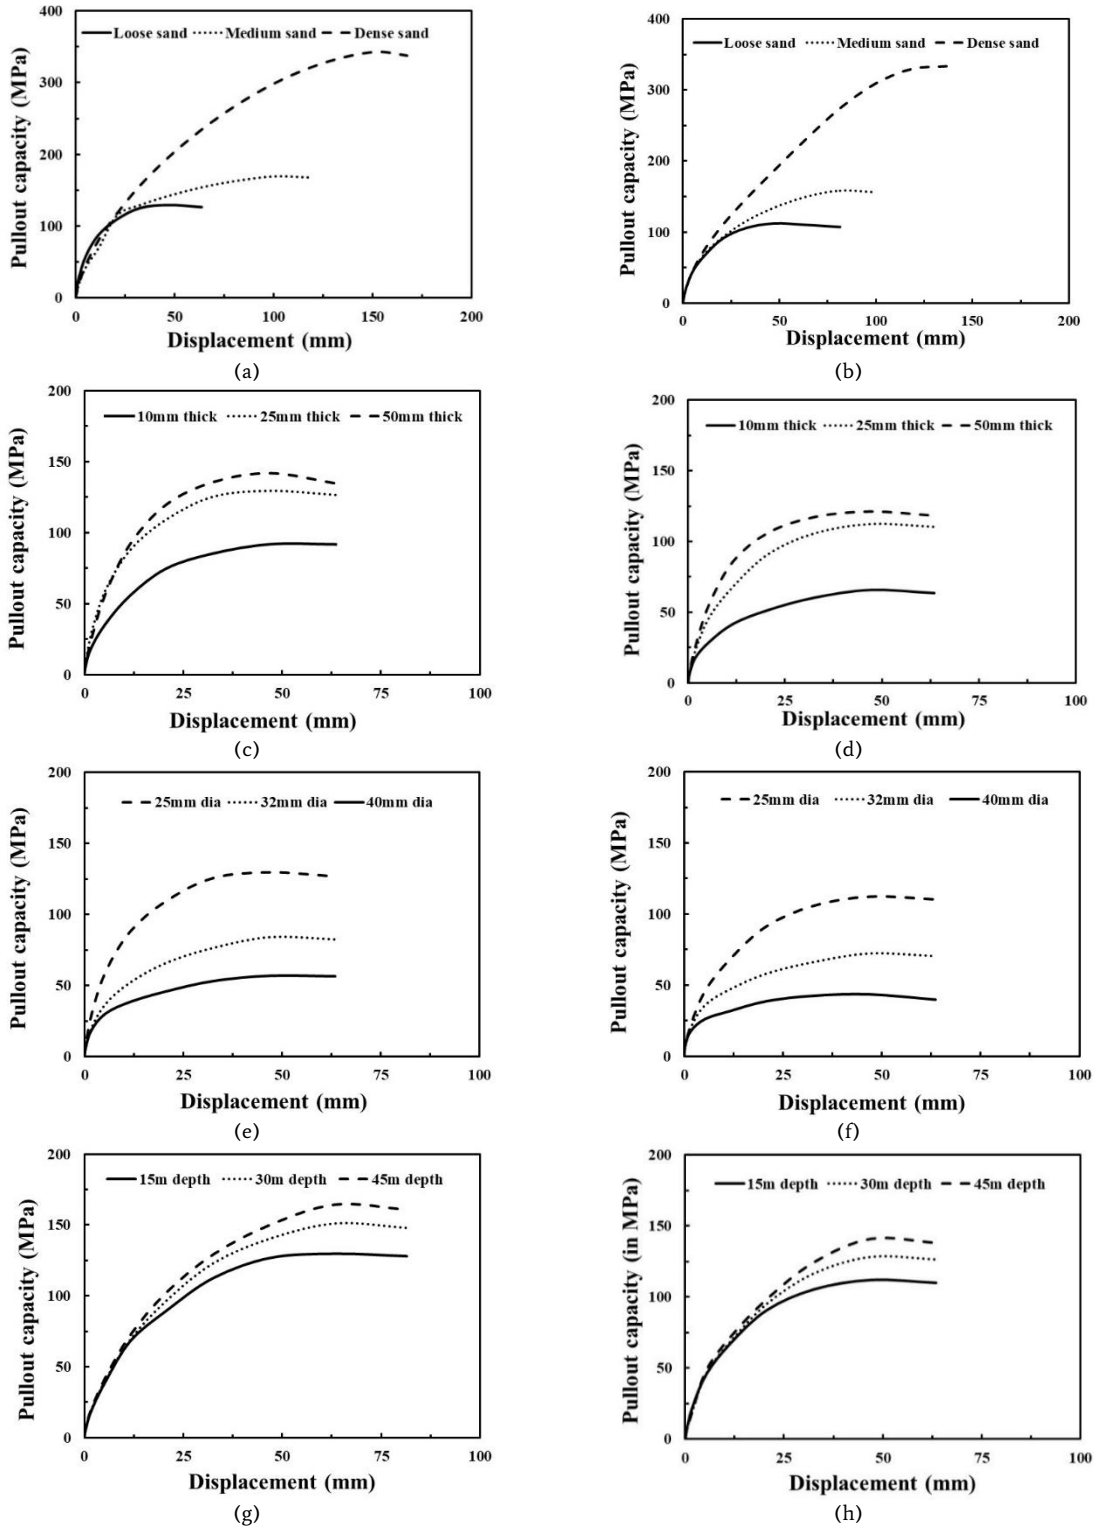 Pullout capacity (MPa)
400
Loose sand Medium sand Dense sand
300
200
100
0
0 50 100 150 200
Displacement (mm)
(a)
Pullout capacity (MPa)
400
Loose sand Medium sand Dense sand
300
200
100
0
0 50 100 150 200
Displacement (mm)
(b)
Pullout capacity (MPa)
200
10mm thick 25mm thick 50mm thick
150
100
50
0
0 25 50 75 100
Displacement (mm)
(c)
Pullout capacity (MPa)
200
10mm thick 25mm thick 50mm thick
150
100
50
0
0 25 50 75 100
Displacement (mm)
(d)
Pullout capacity (MPa)
200
25mm dia 32mm dia 40mm dia
150
100
50
0
0 25 50 75 100
Displacement (mm)
(e)
Pullout capacity (MPa)
200
25mm dia 32mm dia 40mm dia
150
100
50
0
0 25 50 75 100
Displacement (mm)
(f)
Pullout capacity (MPa)
200
15m depth 30m depth 45m depth
150
100
50
0
0 25 50 75 100
Displacement (mm)
(g)
Pullout capacity (in MPa)
200
15m depth 30m depth 45m depth
150
100
50
0
0 25 50 75 100
Displacement (mm)
(h)